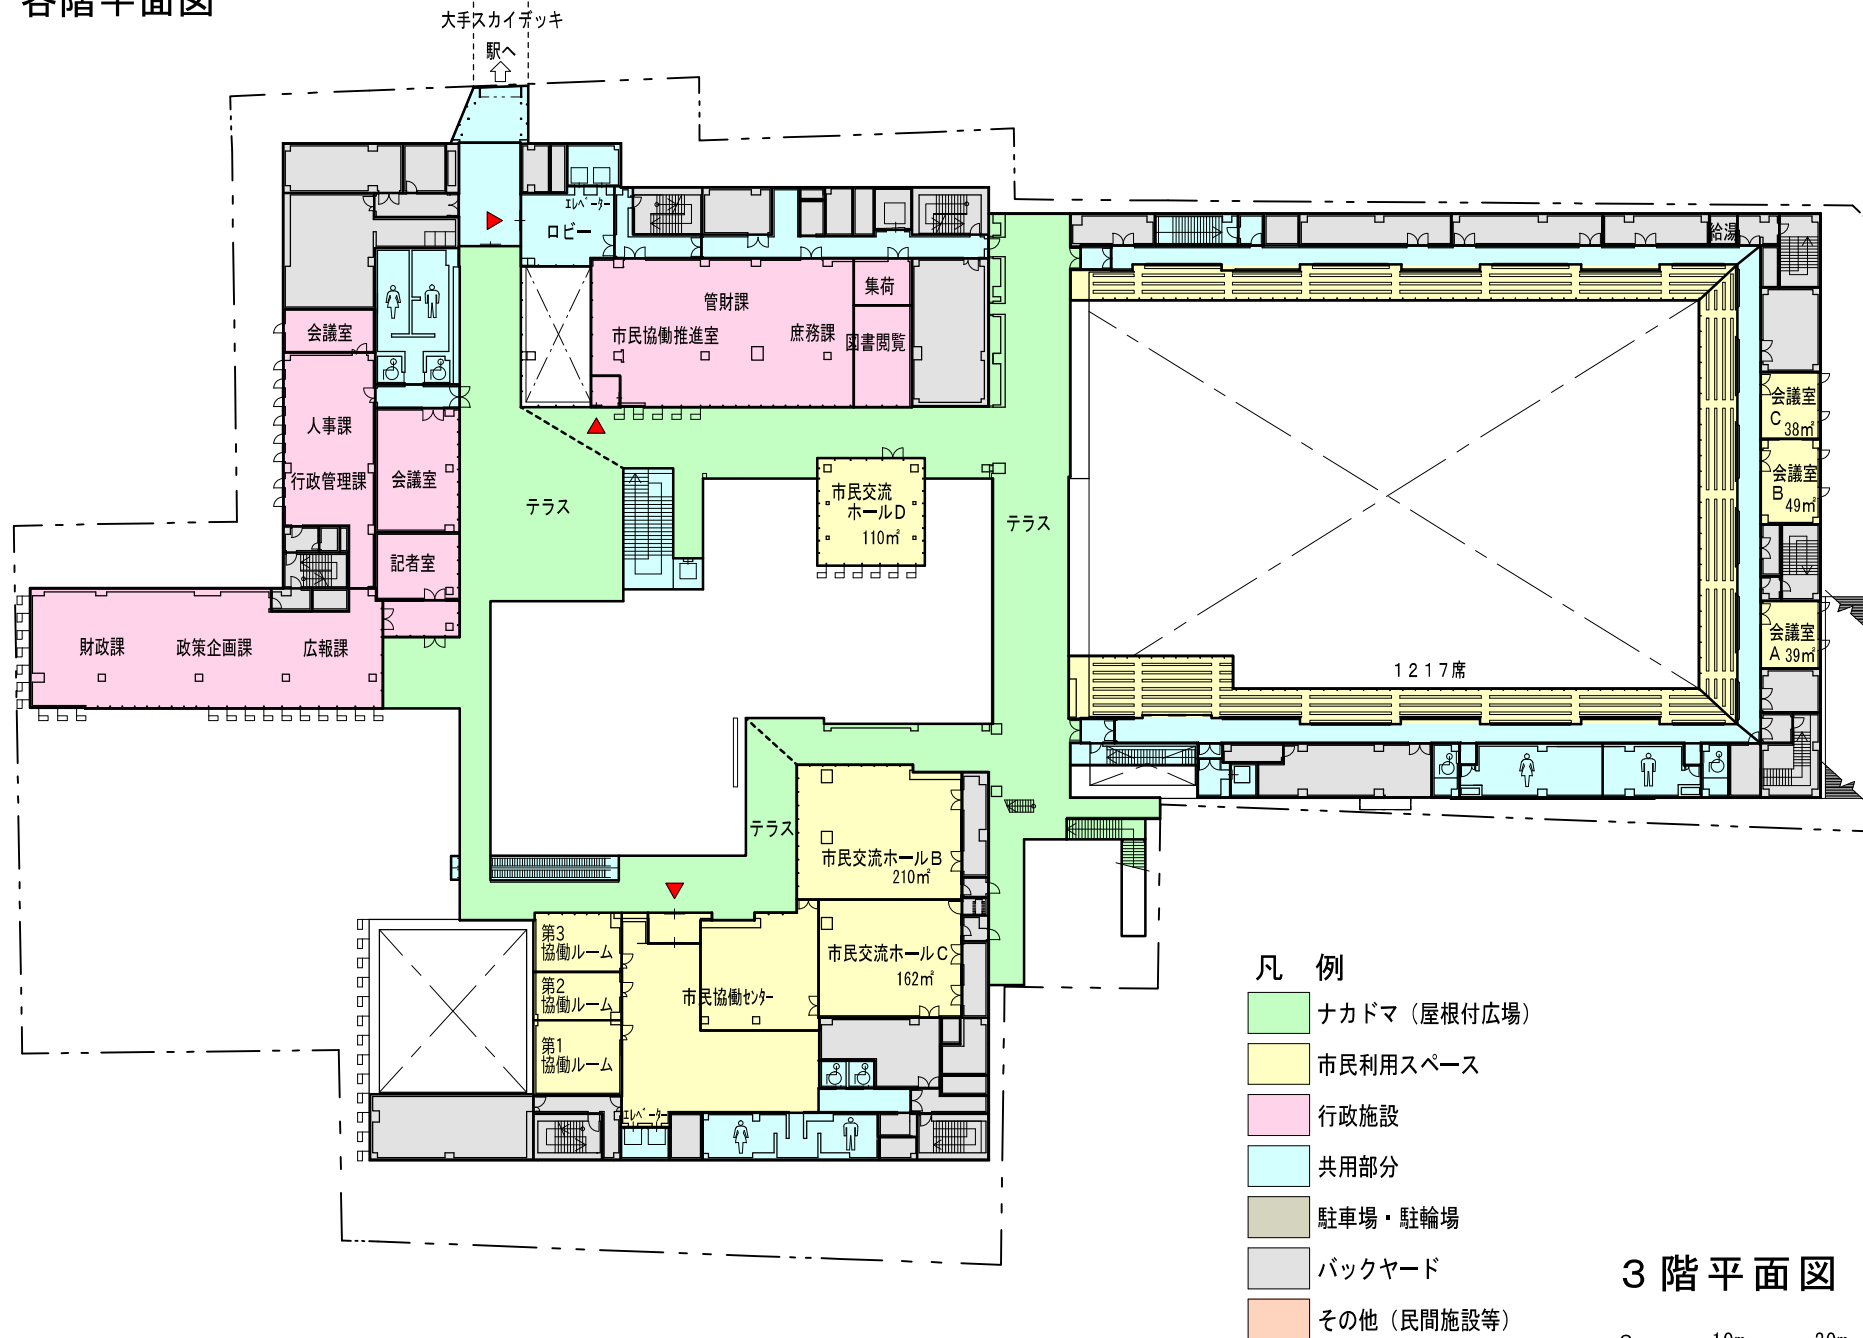 各階平面図
大手スカイデッキ
駅へ
エレベーター
ロビー
給湯
管財課
集荷
市民協働推進室
庶務課
図書閲覧
会議室
人事課
行政管理課
会議室
記者室
財政課
政策企画課
広報課
テラス
市民交流
ホールD
110㎡
テラス
会議室
C 38㎡
会議室
B 49㎡
会議室
A 39㎡
1217席
テラス
市民交流ホールB
210㎡
市民交流ホールC
162㎡
第3
協働ルーム
第2
協働ルーム
第1
協働ルーム
市民協働センター
エレベーター
凡 例
ナカドマ（屋根付広場）
市民利用スペース
行政施設
共用部分
駐車場・駐輪場
バックヤード
その他（民間施設等）
3階平面図